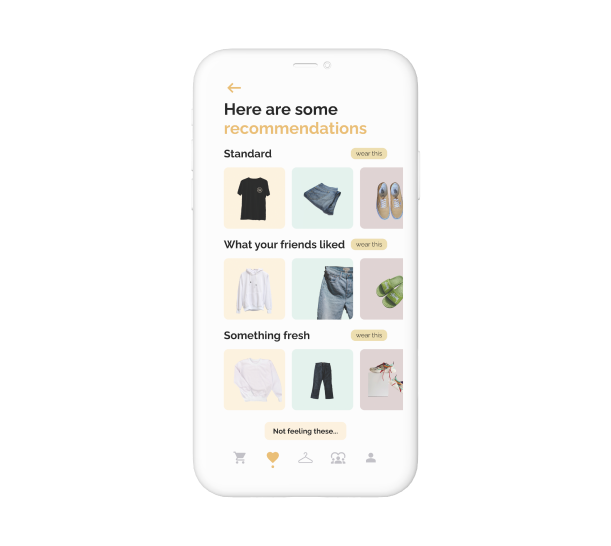 Here are some
recommendations
Standard
wear this
What your friends liked
wear this
Something fresh
wear this
Not feeling these...